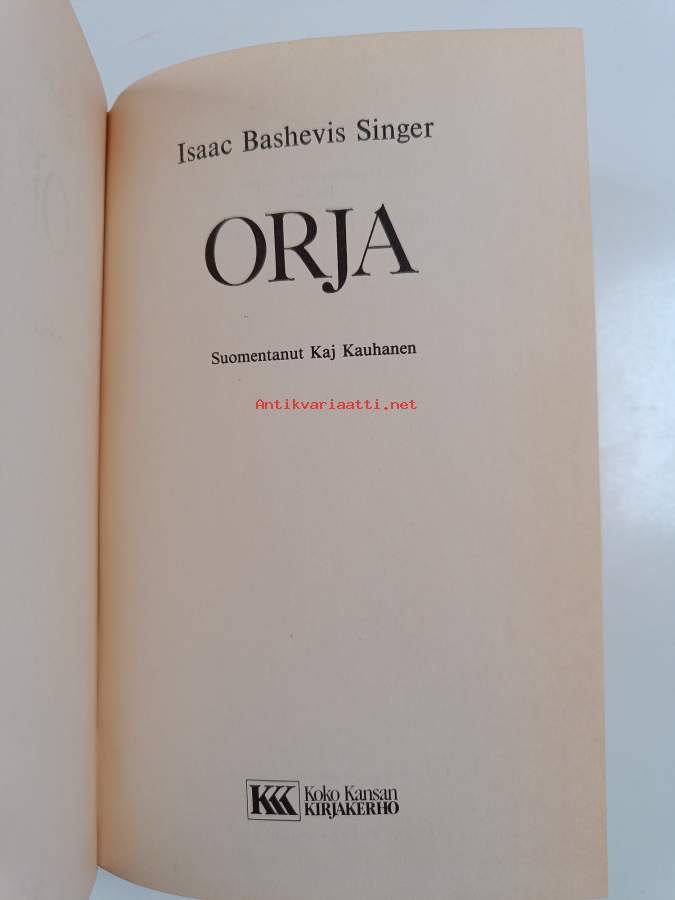 Isaac Bashevis Singer
ORJA
Suomentanut Kaj Kauhanen
Antikvariaatti.net
KKK Koko Kansan
KIRJAKERHO